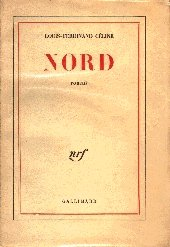 LOUIS-FERDINAND CÉLINE
NORD
roman
nrf
GALLIMARD